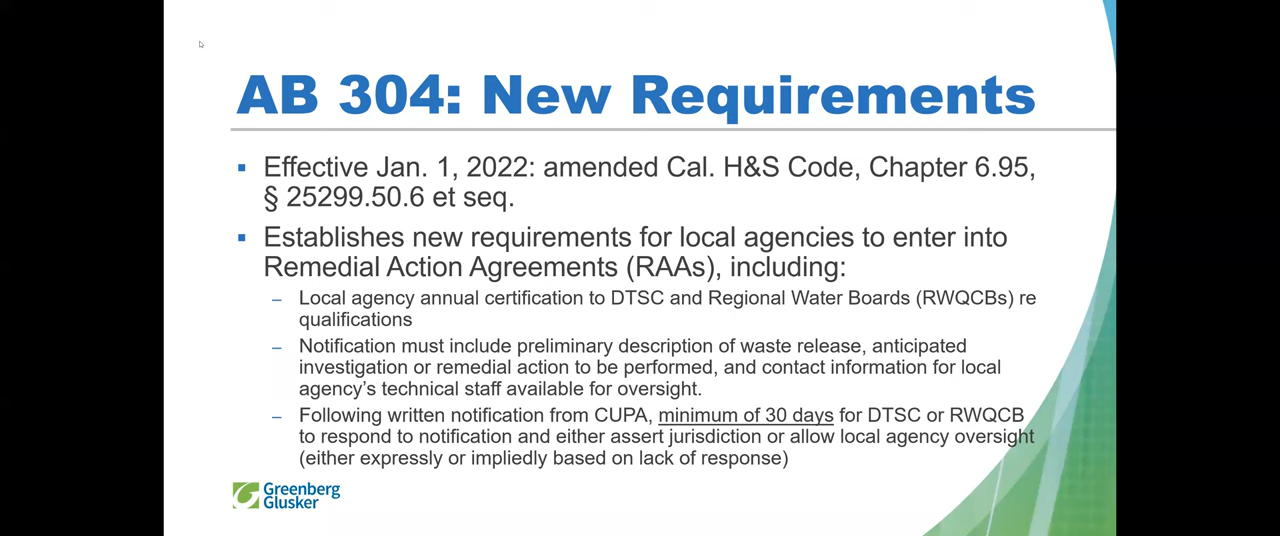 AB 304: New Requirements
▪ Effective Jan. 1, 2022: amended Cal. H&S Code, Chapter 6.95,
§ 25299.50.6 et seq.
▪ Establishes new requirements for local agencies to enter into
Remedial Action Agreements (RAAs), including:
– Local agency annual certification to DTSC and Regional Water Boards (RWQCBs) re
qualifications
– Notification must include preliminary description of waste release, anticipated
investigation or remedial action to be performed, and contact information for local
agency's technical staff available for oversight.
– Following written notification from CUPA, minimum of 30 days for DTSC or RWQCB
to respond to notification and either assert jurisdiction or allow local agency oversight
(either expressly or impliedly based on lack of response)
Greenberg
Glusker